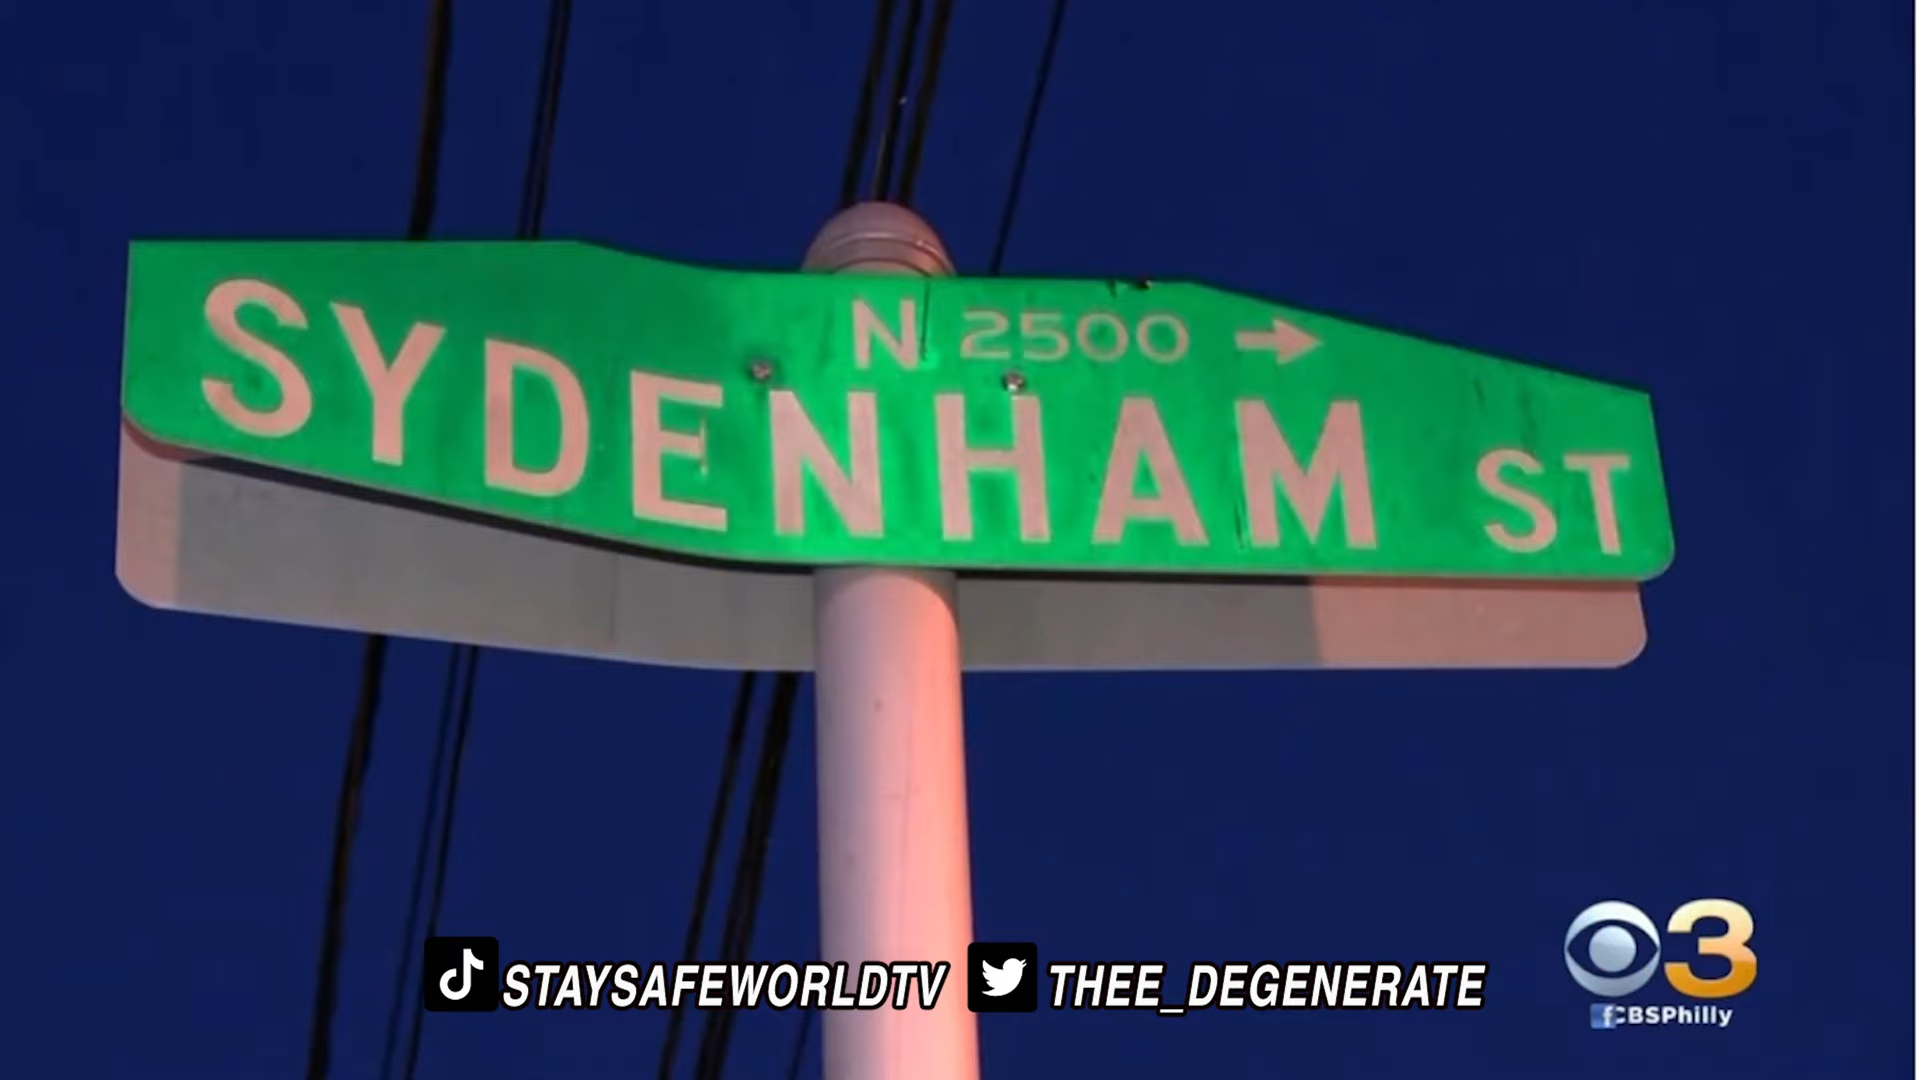 N 2500 →
SYDENHAM ST
STAYSAFEWORLDTV THEE_DEGENERATE
3
CBSPhilly